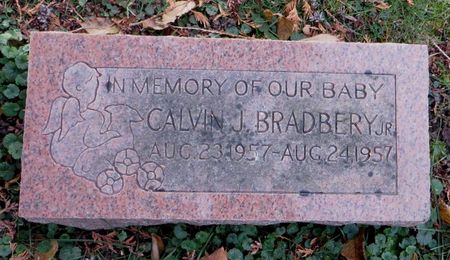 IN MEMORY OF OUR BABY
CALVIN J. BRADBERY JR.
AUG. 23 1957 - AUG. 24 1957